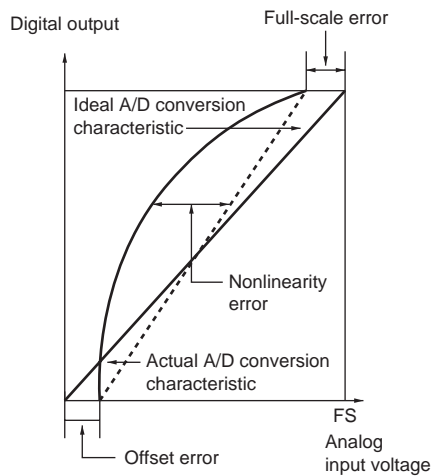 Full-scale error
Digital output
Ideal A/D conversion
characteristic
Nonlinearity
error
Actual A/D conversion
characteristic
FS
Analog
input voltage
Offset error